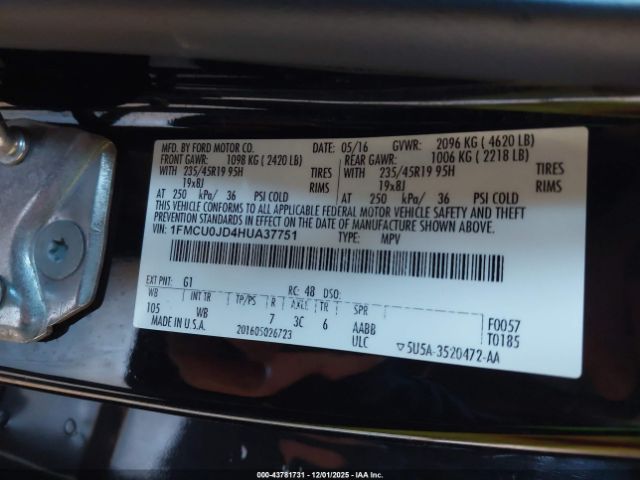 MFD. BY FORD MOTOR CO. DATE: 05/16 GVWR: 2096 KG ( 4620 LB)
FRONT GAWR: 1098 KG ( 2420 LB) REAR GAWR: 1006 KG ( 2218 LB)
WITH 235/45R19 95H TIRES WITH 235/45R19 95H TIRES
19x8J RIMS 19x8J RIMS
AT 250 kPa/ 36 PSI COLD AT 250 kPa/ 36 PSI COLD
THIS VEHICLE CONFORMS TO ALL APPLICABLE FEDERAL MOTOR VEHICLE SAFETY AND THEFT
PREVENTION STANDARDS IN EFFECT ON THE DATE OF MANUFACTURE SHOWN ABOVE.
VIN: 1FMCU0JD4HUA37751 TYPE: MPV
EXT PNT: G1 RC: 48 DSO:
WB INT TR TP/PS R AXLE TR SPR
105 WB 7 3C 6 AABB F0057
MADE IN U.S.A. 201605026723 ULC T0185
▽5U5A-3520472-AA
000-43781731 - 12/01/2025 - IAAI.COM